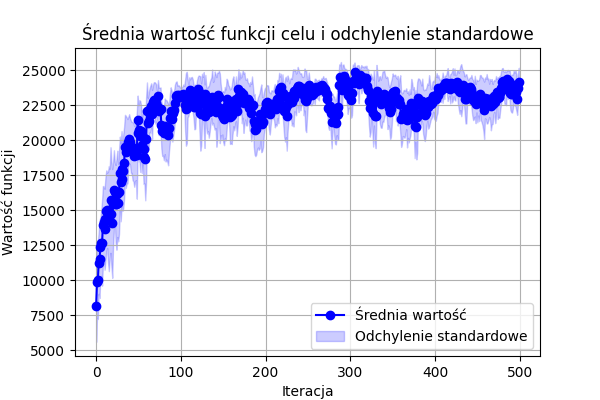 Średnia wartość funkcji celu i odchylenie standardowe
Wartość funkcji
25000
22500
20000
17500
15000
12500
10000
7500
5000
Średnia wartość
Odchylenie standardowe
0 100 200 300 400 500
Iteracja